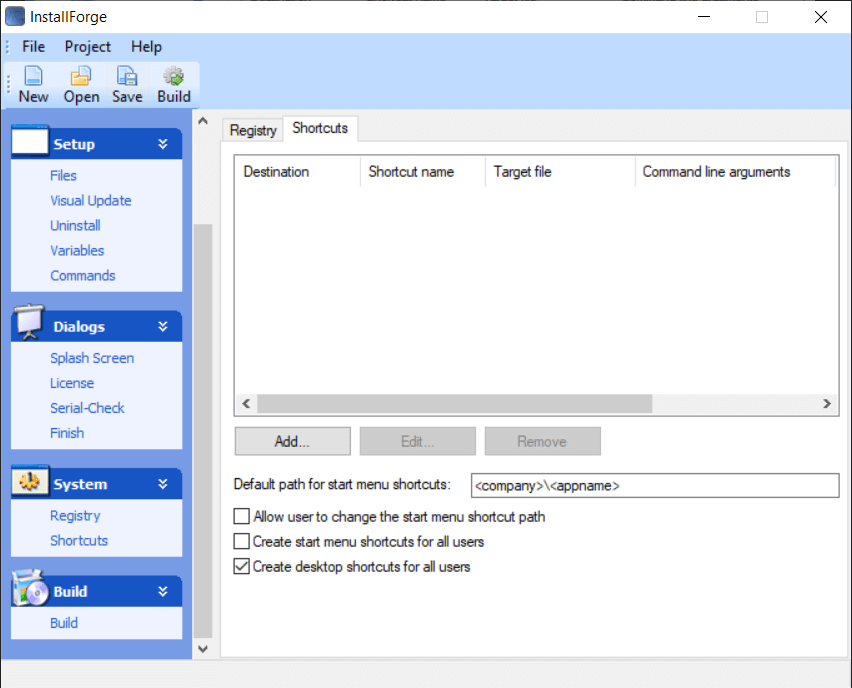 InstallForge
File Project Help
New Open Save Build
Setup
Files
Visual Update
Uninstall
Variables
Commands
Dialogs
Splash Screen
License
Serial-Check
Finish
System
Registry
Shortcuts
Build
Build
Registry Shortcuts
Destination Shortcut name Target file Command line arguments
Add... Edit... Remove
Default path for start menu shortcuts: <company>\<appname>
Allow user to change the start menu shortcut path
Create start menu shortcuts for all users
Create desktop shortcuts for all users